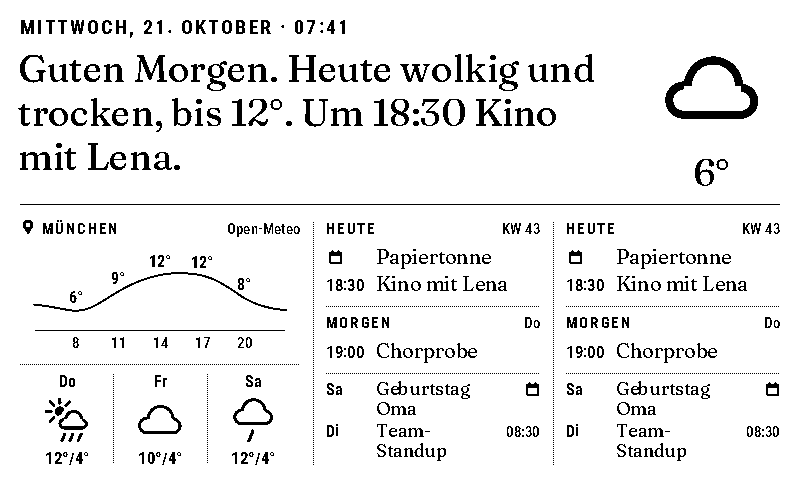 MITTWOCH, 21. OKTOBER · 07:41
Guten Morgen. Heute wolkig und
trocken, bis 12°. Um 18:30 Kino
mit Lena.
6°
MÜNCHEN Open-Meteo
6° 9° 12° 12° 8°
8 11 14 17 20
Do Fr Sa
12°/4° 10°/4° 12°/4°
HEUTE KW 43
Papiertonne
18:30 Kino mit Lena
MORGEN Do
19:00 Chorprobe
Sa Geburtstag
Oma
Di Team- 08:30
Standup
HEUTE KW 43
Papiertonne
18:30 Kino mit Lena
MORGEN Do
19:00 Chorprobe
Sa Geburtstag
Oma
Di Team- 08:30
Standup